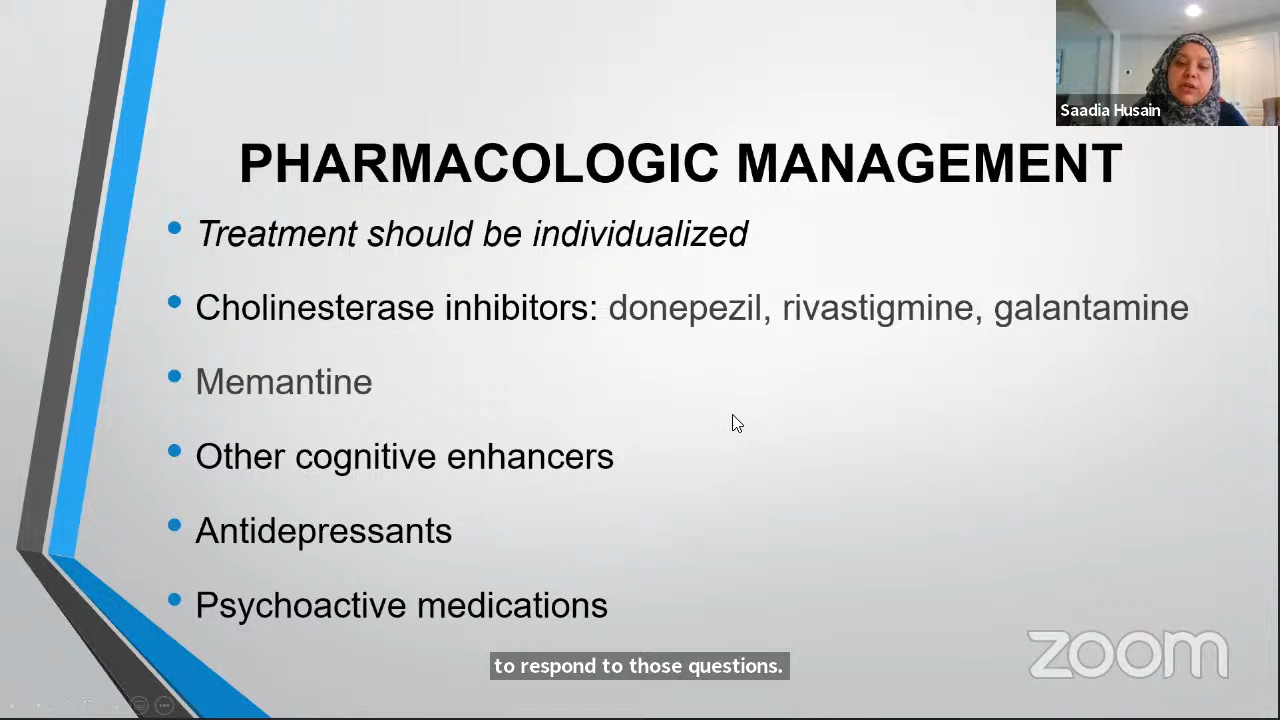 Saadia Husain
PHARMACOLOGIC MANAGEMENT
Treatment should be individualized
Cholinesterase inhibitors: donepezil, rivastigmine, galantamine
Memantine
Other cognitive enhancers
Antidepressants
Psychoactive medications
to respond to those questions.
zoom